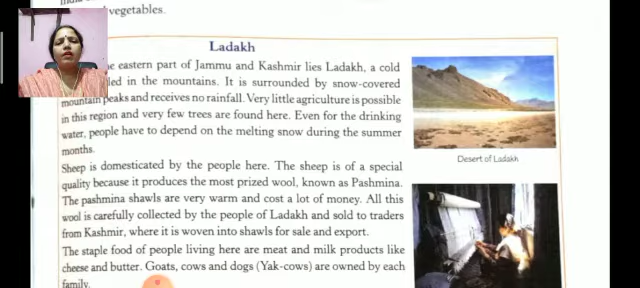 vegetables.
Ladakh
eastern part of Jammu and Kashmir lies Ladakh, a cold
in the mountains. It is surrounded by snow-covered
mountain peaks and receives no rainfall. Very little agriculture is possible
in this region and very few trees are found here. Even for the drinking
water, people have to depend on the melting snow during the summer
months.
Desert of Ladakh
Sheep is domesticated by the people here. The sheep is of a special
quality because it produces the most prized wool, known as Pashmina.
The pashmina shawls are very warm and cost a lot of money. All this
wool is carefully collected by the people of Ladakh and sold to traders
from Kashmir, where it is woven into shawls for sale and export.
The staple food of people living here are meat and milk products like
cheese and butter. Goats, cows and dogs (Yak-cows) are owned by each
family.